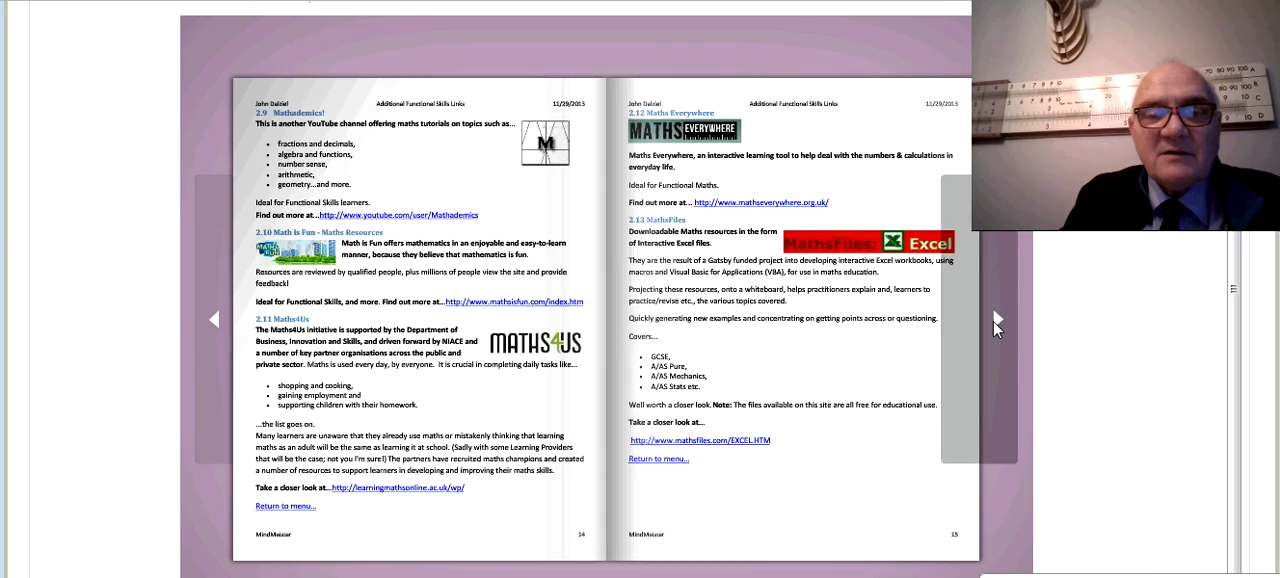 John Dalziel Additional Functional Skills Links 11/29/2013
2.9 Mathademics!
This is another YouTube channel offering maths tutorials on topics such as...
M
• fractions and decimals,
• algebra and functions,
• number sense,
• arithmetic,
• geometry...and more.
Ideal for Functional Skills learners.
Find out more at...http://www.youtube.com/user/Mathademics
2.10 Math is Fun - Maths Resources
Math is Fun offers mathematics in an enjoyable and easy-to-learn
manner, because they believe that mathematics is fun.
Resources are reviewed by qualified people, plus millions of people view the site and provide
feedback!
Ideal for Functional Skills, and more. Find out more at...http://www.mathsisfun.com/index.htm
2.11 Maths4Us
The Maths4Us initiative is supported by the Department of
Business, Innovation and Skills, and driven forward by NIACE and
a number of key partner organisations across the public and
private sector. Maths is used every day, by everyone. It is crucial in completing daily tasks like...
MATHS4US
• shopping and cooking,
• gaining employment and
• supporting children with their homework.
...the list goes on.
Many learners are unaware that they already use maths or mistakenly thinking that learning
maths as an adult will be the same as learning it at school. (Sadly with some Learning Providers
that will be the case; not you I'm sure!) The partners have recruited maths champions and created
a number of resources to support learners in developing and improving their maths skills.
Take a closer look at...http://learningmathsonline.ac.uk/wp/
Return to menu...
MindMeister 14
John Dalziel Additional Functional Skills Links 11/29/2013
2.12 Maths Everywhere
MATHS EVERYWHERE
Maths Everywhere, an interactive learning tool to help deal with the numbers & calculations in
everyday life.
Ideal for Functional Maths.
Find out more at... http://www.mathseverywhere.org.uk/
2.13 MathsFiles
Downloadable Maths resources in the form
of Interactive Excel files.
MathsFiles: Excel
They are the result of a Gatsby funded project into developing interactive Excel workbooks, using
macros and Visual Basic for Applications (VBA), for use in maths education.
Projecting these resources, onto a whiteboard, helps practitioners explain and, learners to
practice/revise etc., the various topics covered.
Quickly generating new examples and concentrating on getting points across or questioning.
Covers...
• GCSE,
• A/AS Pure,
• A/AS Mechanics,
• A/AS Stats etc.
Well worth a closer look. Note: The files available on this site are all free for educational use.
Take a closer look at...
http://www.mathsfiles.com/EXCEL.HTM
Return to menu...
MindMeister 15